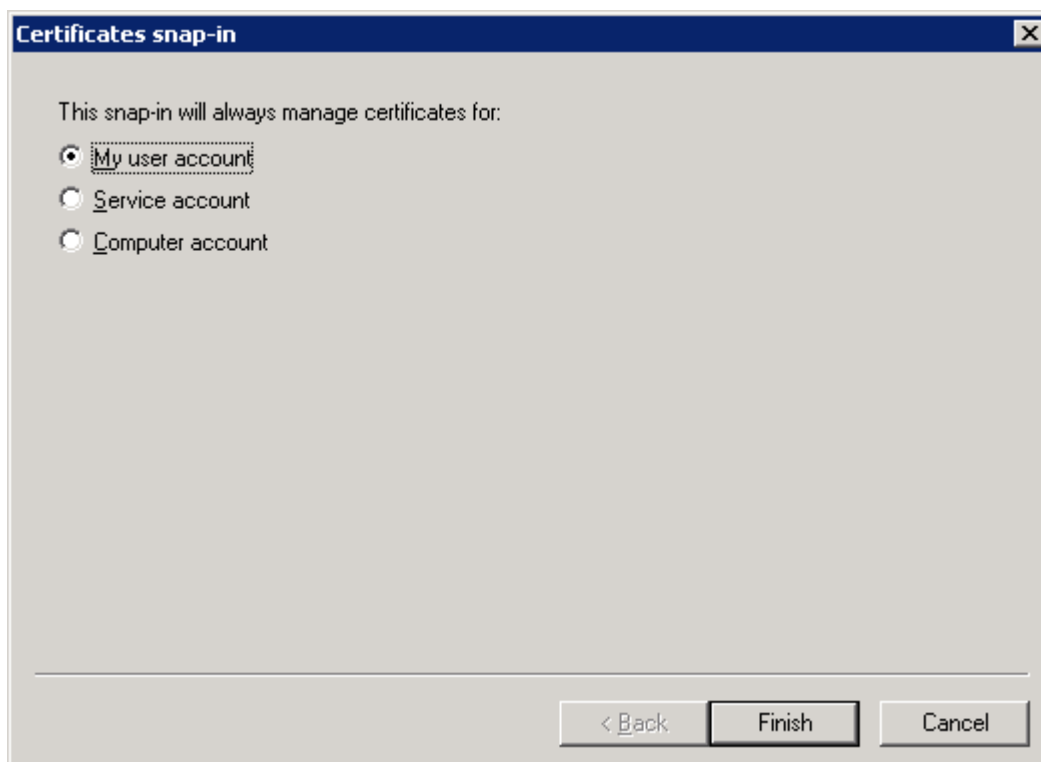 Certificates snap-in
This snap-in will always manage certificates for:
My user account
Service account
Computer account
< Back Finish Cancel